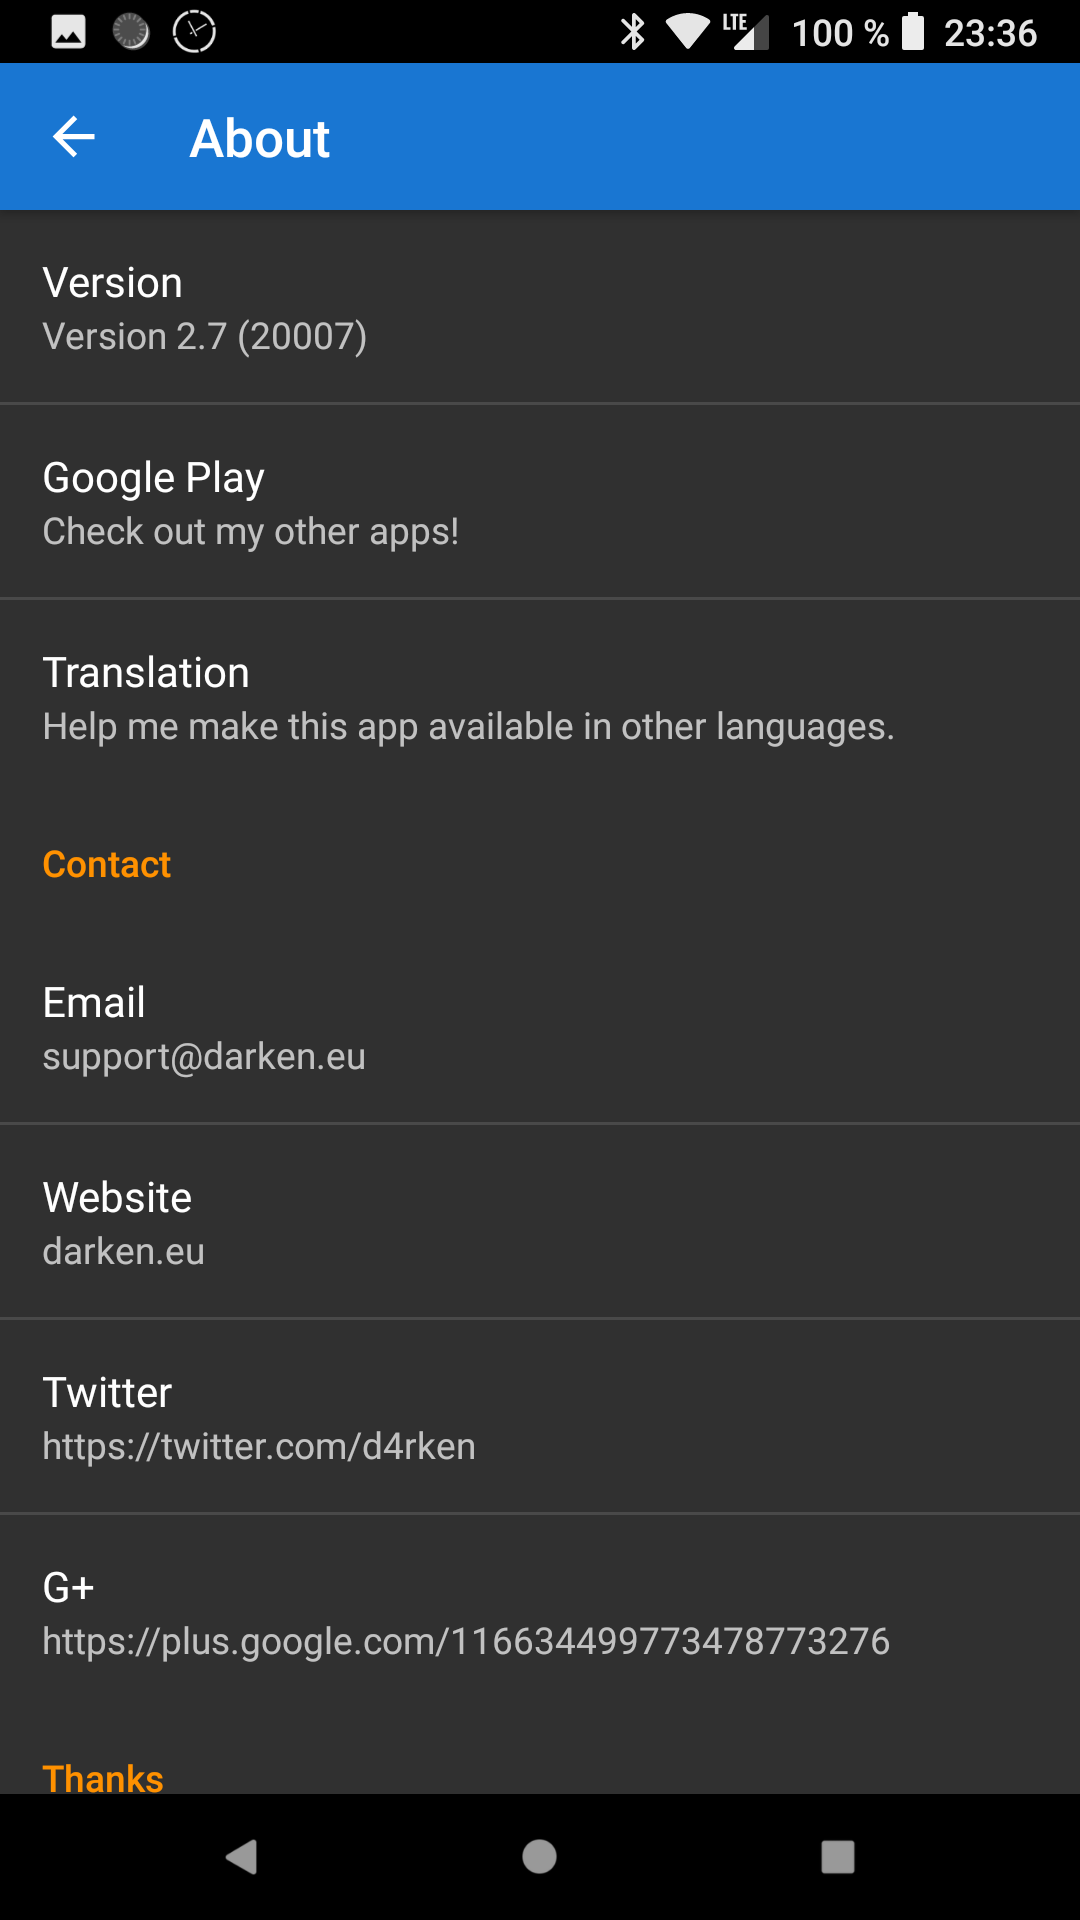 LTE 100 % 23:36
About
Version
Version 2.7 (20007)
Google Play
Check out my other apps!
Translation
Help me make this app available in other languages.
Contact
Email
support@darken.eu
Website
darken.eu
Twitter
https://twitter.com/d4rken
G+
https://plus.google.com/116634499773478773276
Thanks